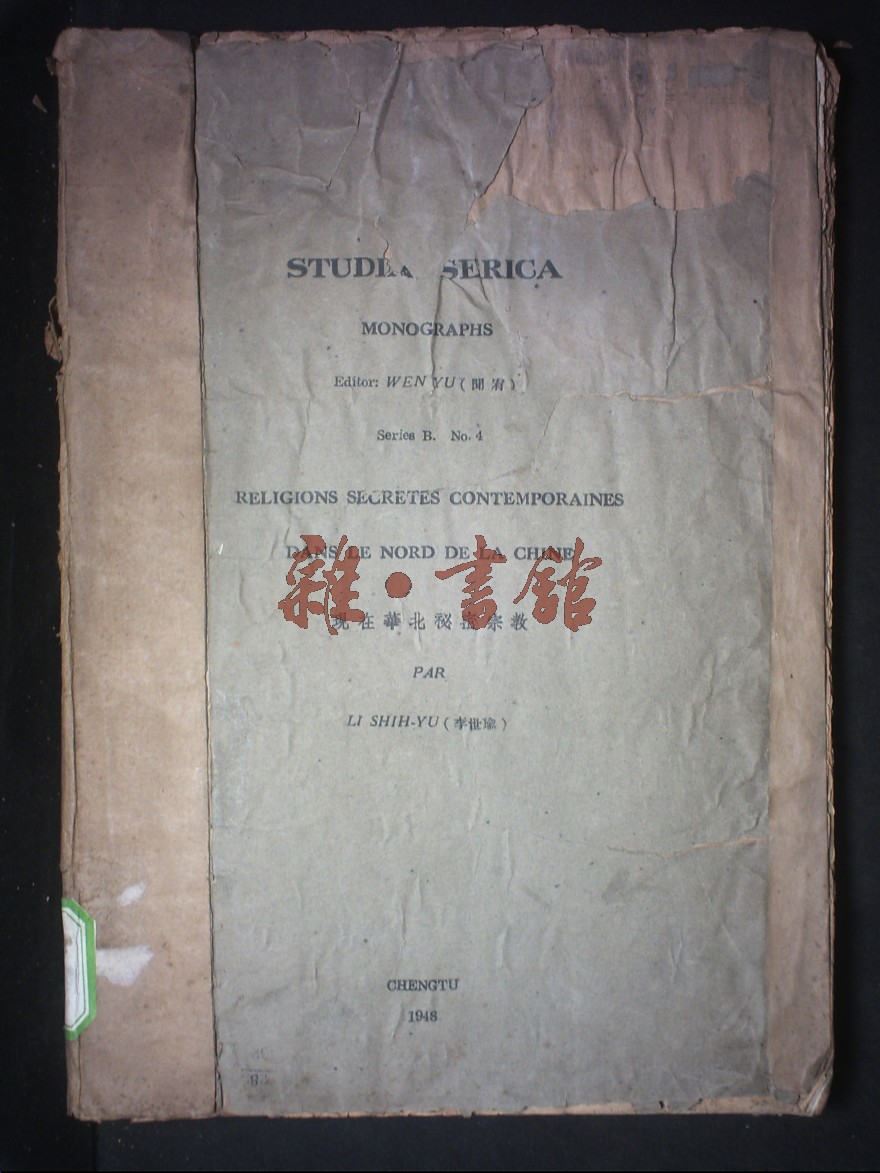 STUDIA SERICA
MONOGRAPHS
Editor: WEN YU (聞宥)
Series B. No. 4
RELIGIONS SECRETES CONTEMPORAINES
DANS LE NORD DE LA CHINE
雜·書館
現在華北秘密宗教
PAR
LI SHIH-YU (李世瑜)
CHENGTU
1948